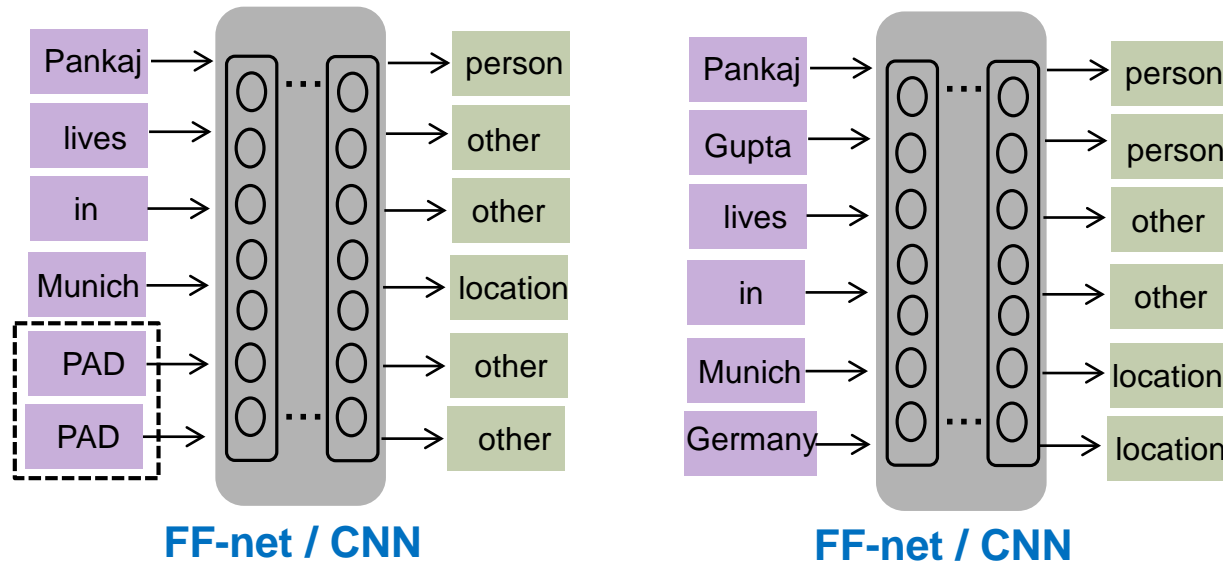 Pankaj
lives
in
Munich
PAD
PAD
...
...
person
other
other
location
other
other
FF-net / CNN
Pankaj
Gupta
lives
in
Munich
Germany
...
...
person
person
other
other
location
location
FF-net / CNN